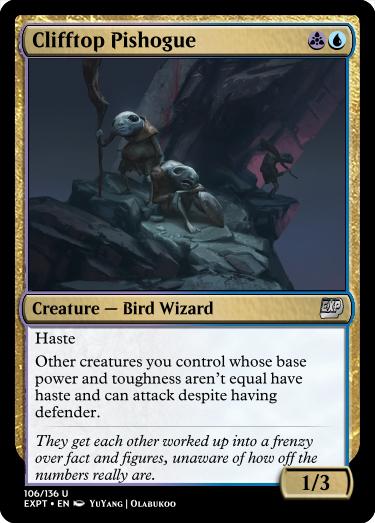 Clifftop Pishogue
Creature — Bird Wizard
EXP
Haste
Other creatures you control whose base
power and toughness aren't equal have
haste and can attack despite having
defender.
They get each other worked up into a frenzy
over fact and figures, unaware of how off the
numbers really are.
1/3
106/136 U
EXPT • EN YuYang | Olabukoo